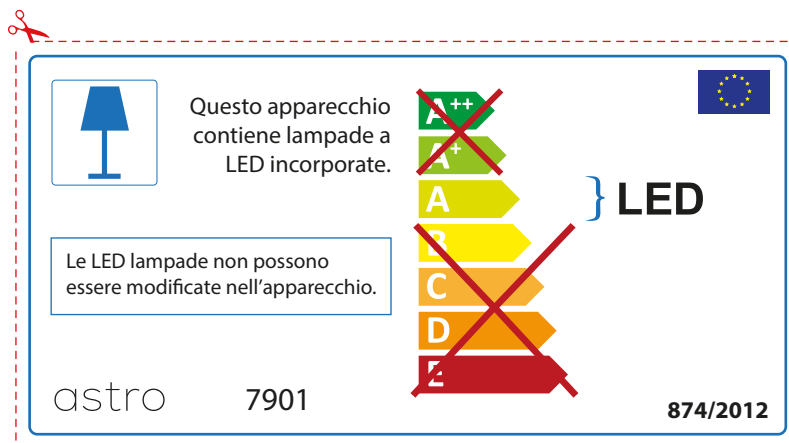 Questo apparecchio
contiene lampade a
LED incorporate.
Le LED lampade non possono
essere modificate nell'apparecchio.
A++
A+
A
B
C
D
E
LED
astro
7901
874/2012